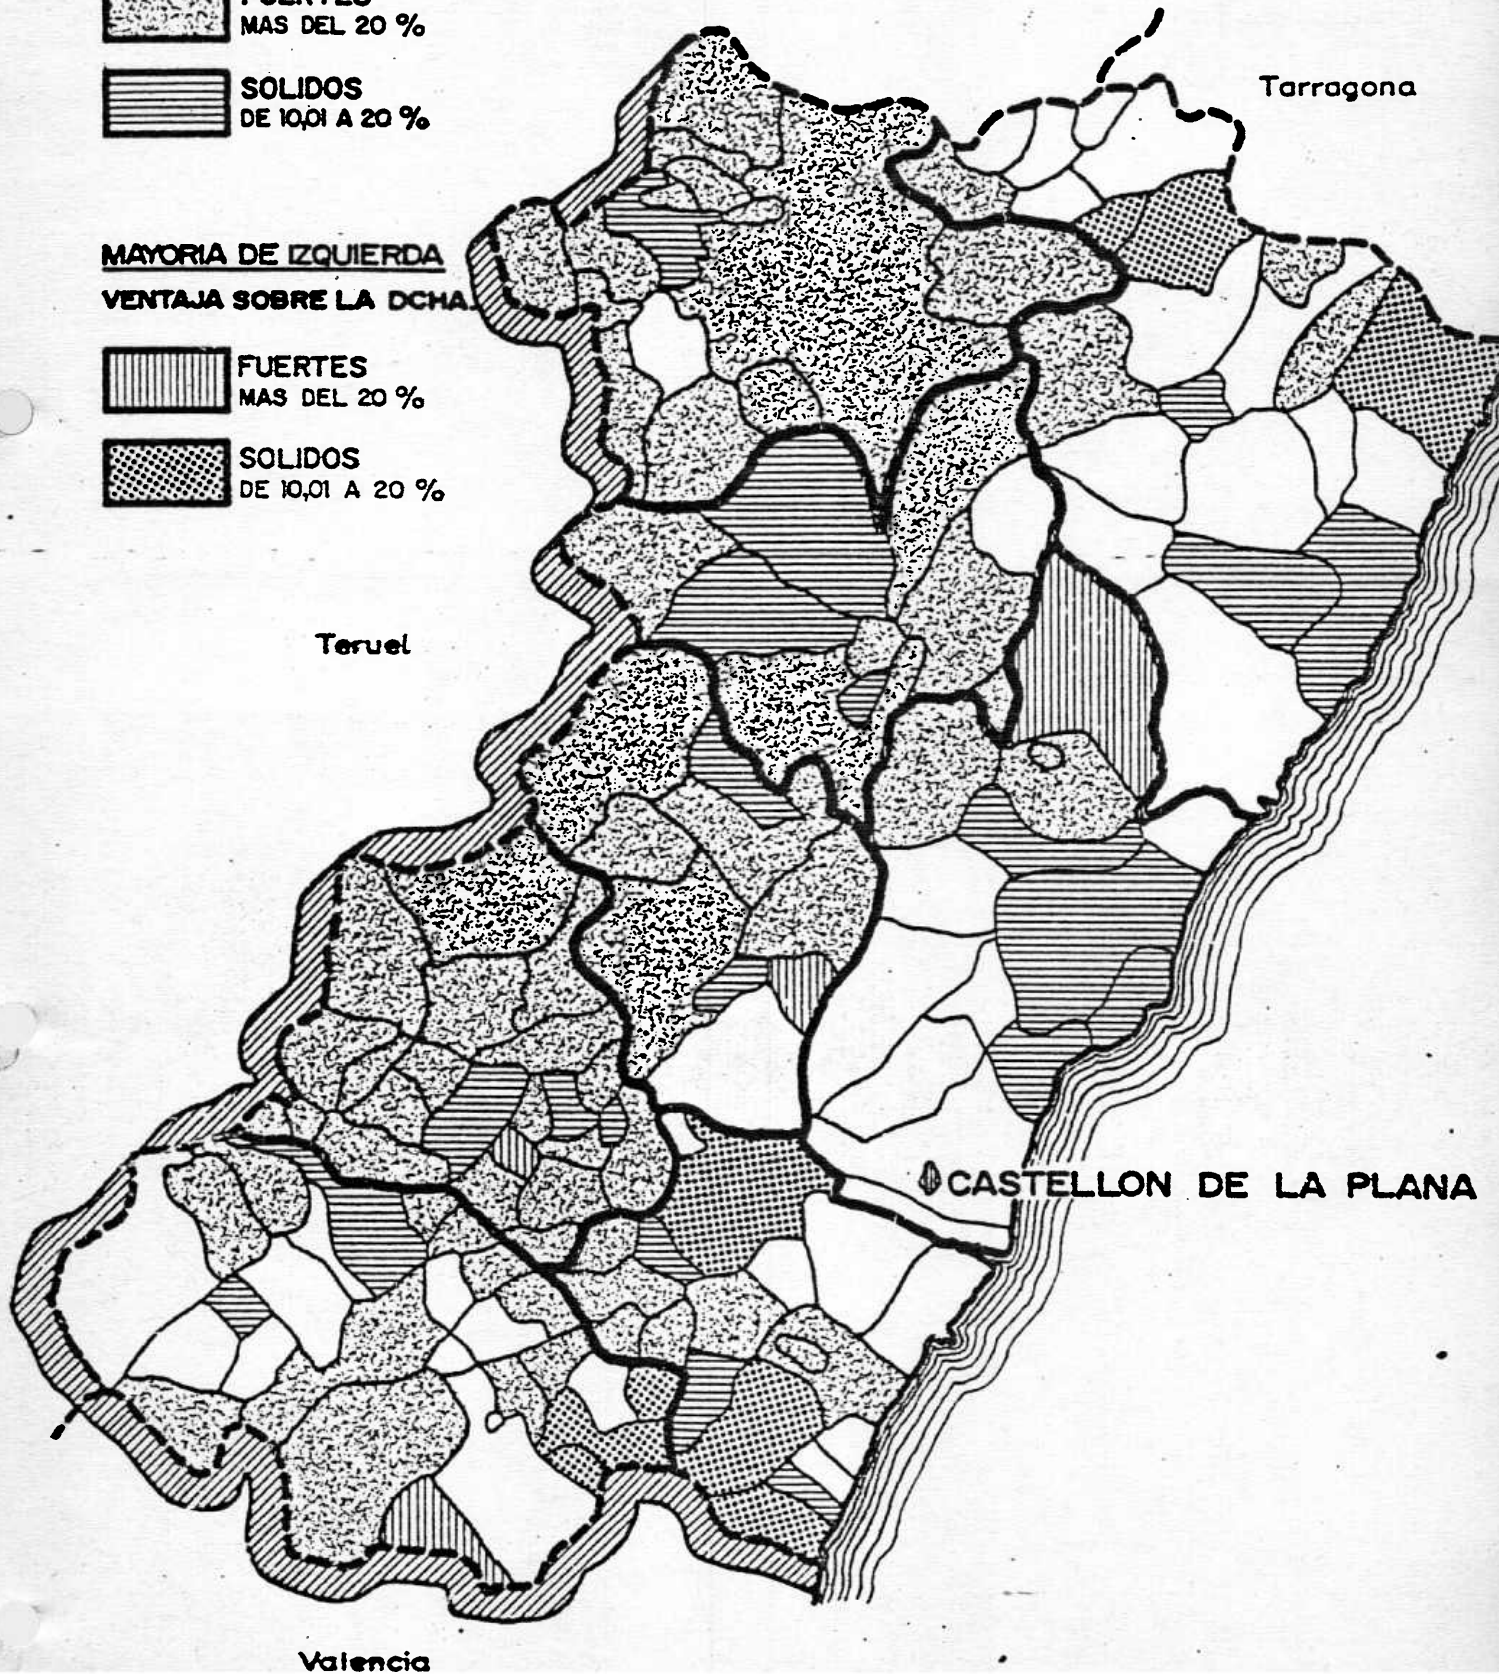 FUERTES
MAS DEL 20 %
SOLIDOS
DE 10,01 A 20 %
MAYORIA DE IZQUIERDA
VENTAJA SOBRE LA DCHA.
FUERTES
MAS DEL 20 %
SOLIDOS
DE 10,01 A 20 %
Tarragona
Teruel
CASTELLON DE LA PLANA
Valencia